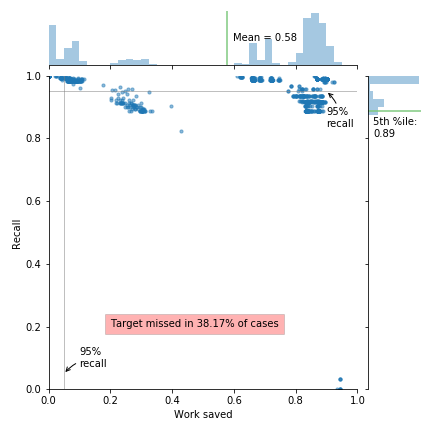 Mean = 0.58
5th %ile:
0.89
1.0
0.8
0.6
0.4
0.2
0.0
Recall
95%
recall
Target missed in 38.17% of cases
95%
recall
0.0 0.2 0.4 0.6 0.8 1.0
Work saved